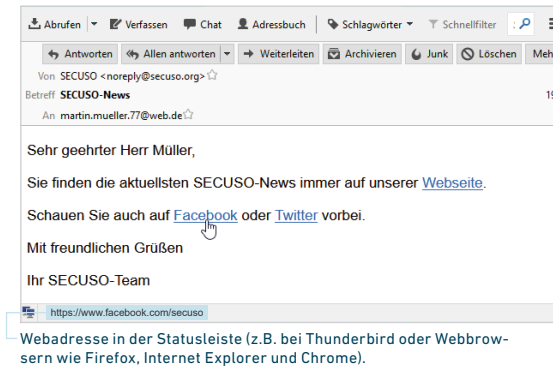 Abrufen Verfassen Chat Adressbuch Schlagwörter Schnellfilter
Antworten Allen antworten Weiterleiten Archivieren Junk Löschen Meh
Von SECUSO <noreply@secuso.org>
Betreff SECUSO-News 19
An martin.mueller.77@web.de
Sehr geehrter Herr Müller,
Sie finden die aktuellsten SECUSO-News immer auf unserer Webseite.
Schauen Sie auch auf Facebook oder Twitter vorbei.
Mit freundlichen Grüßen
Ihr SECUSO-Team
https://www.facebook.com/secuso
Webadresse in der Statusleiste (z.B. bei Thunderbird oder Webbrow-
sern wie Firefox, Internet Explorer und Chrome).